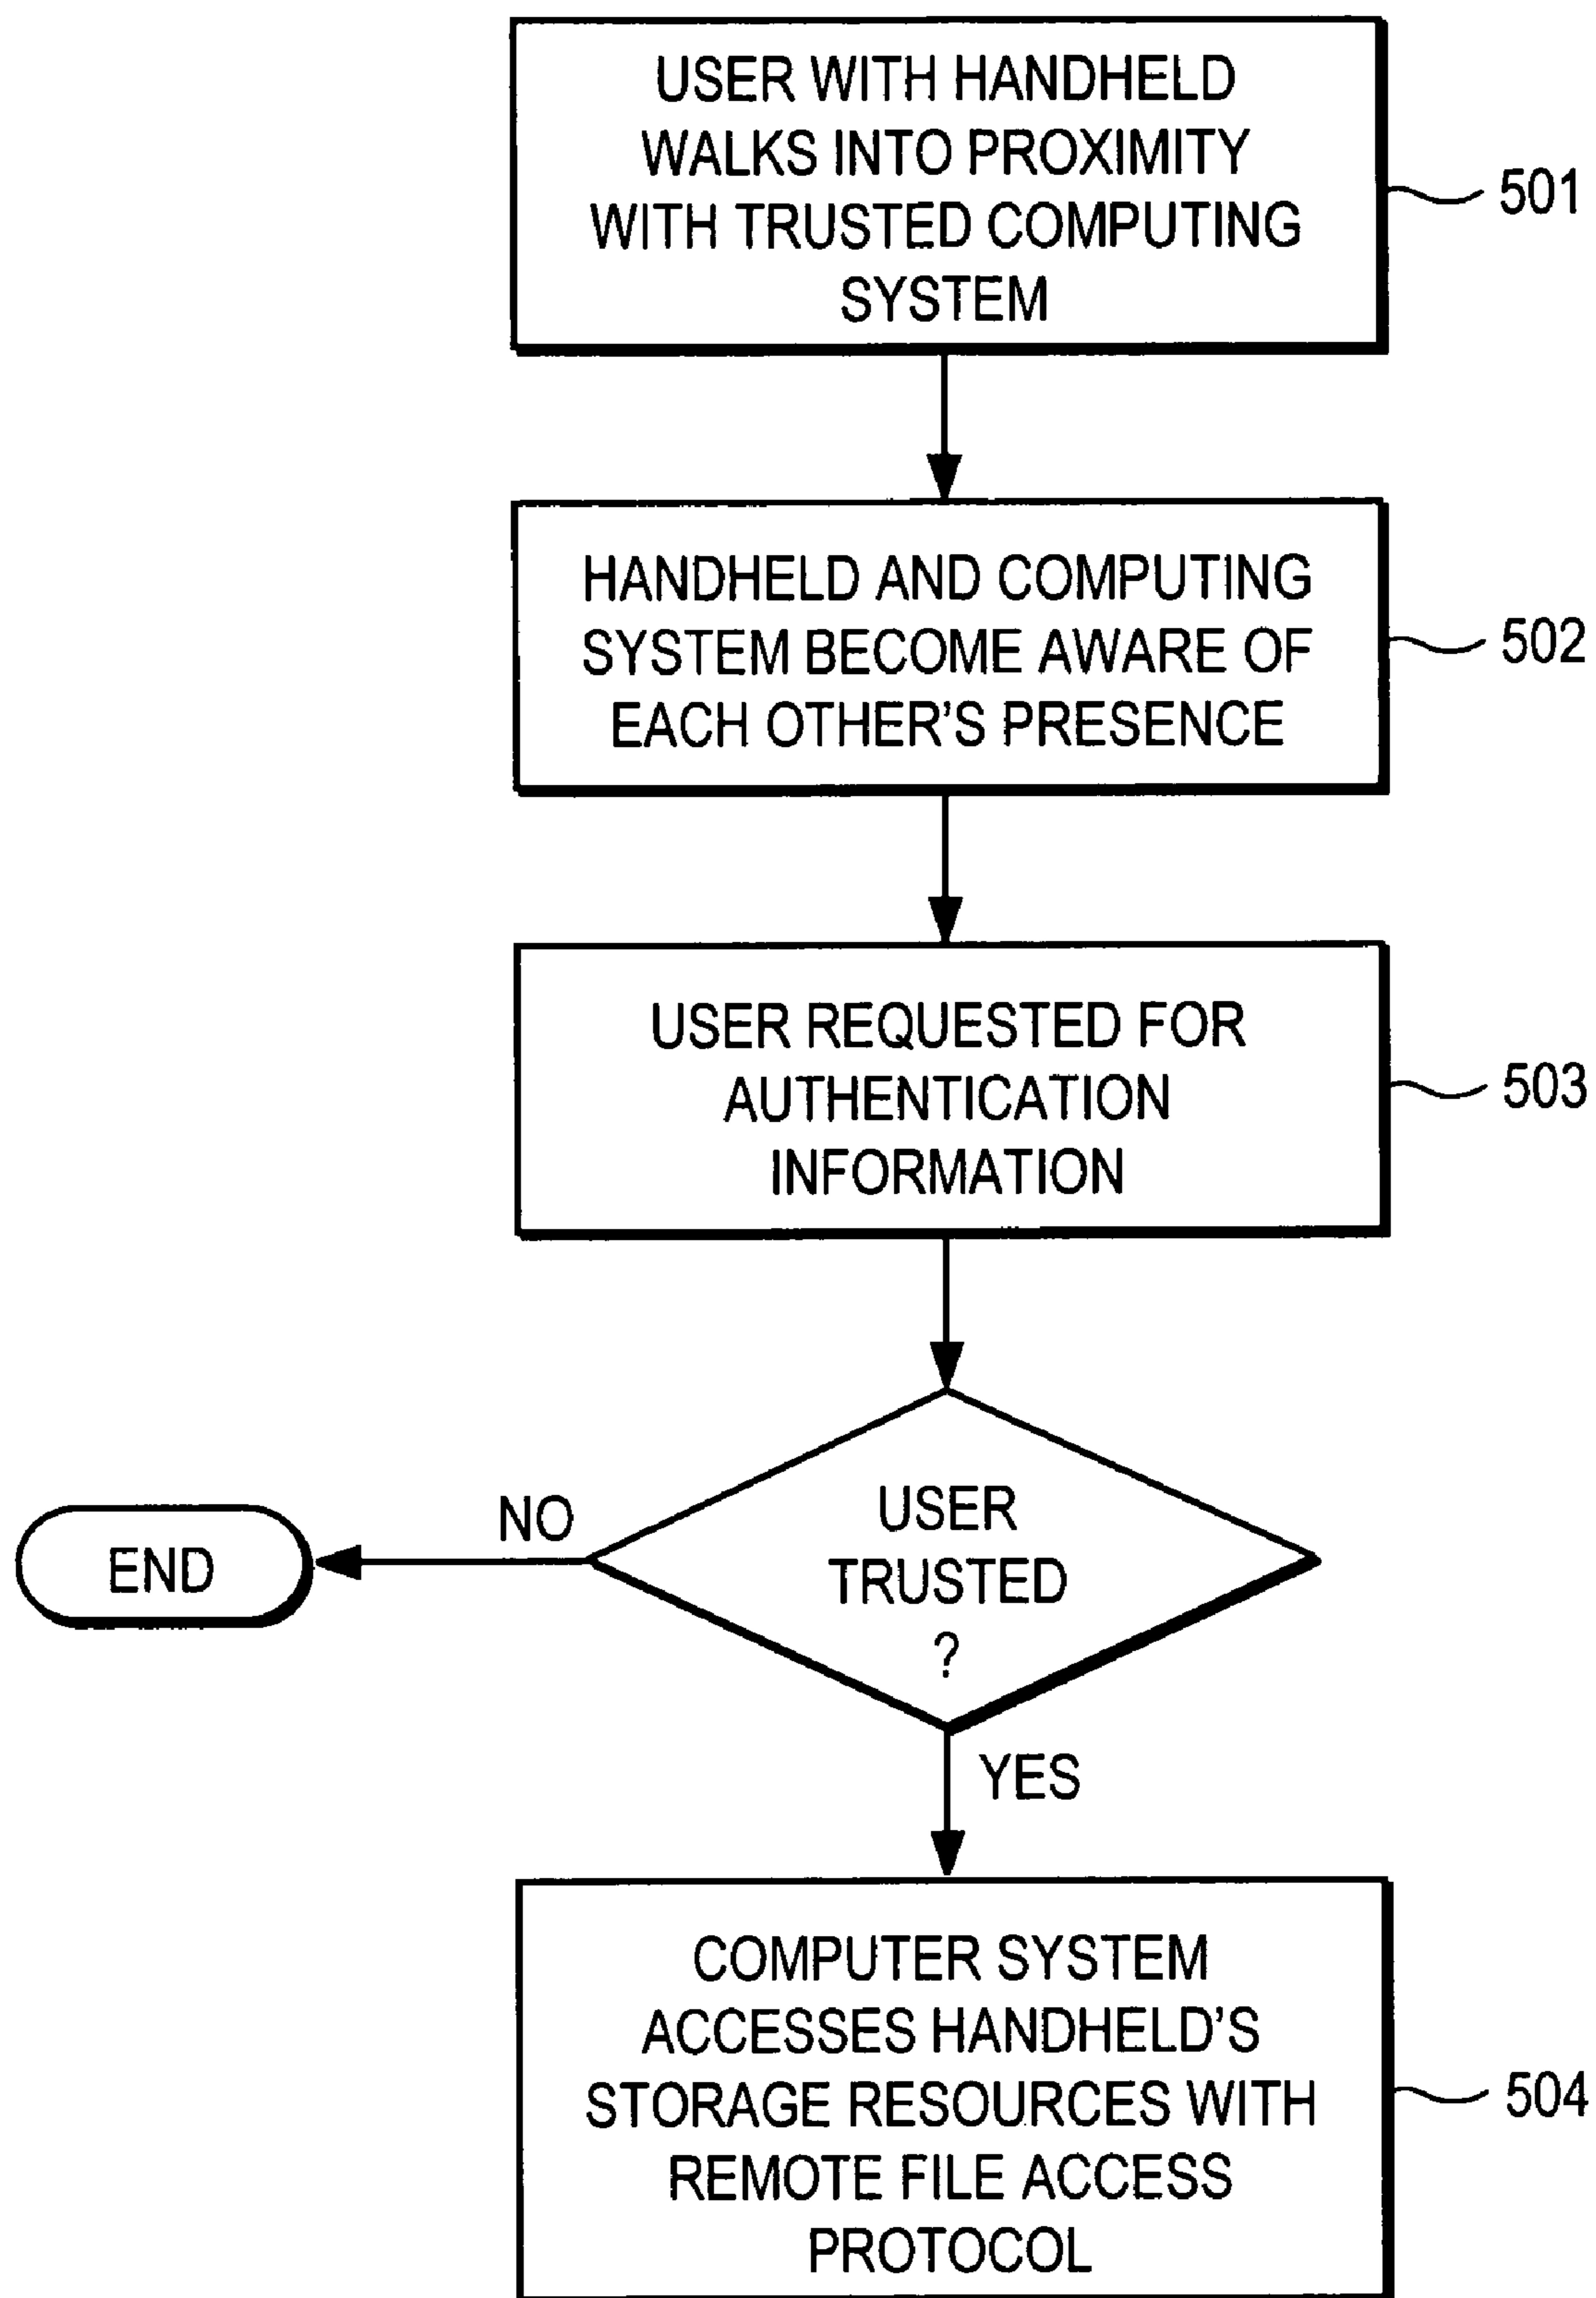 USER WITH HANDHELD
WALKS INTO PROXIMITY
WITH TRUSTED COMPUTING
SYSTEM
501
HANDHELD AND COMPUTING
SYSTEM BECOME AWARE OF
EACH OTHER'S PRESENCE
502
USER REQUESTED FOR
AUTHENTICATION
INFORMATION
503
USER
TRUSTED
?
NO
END
YES
COMPUTER SYSTEM
ACCESSES HANDHELD'S
STORAGE RESOURCES WITH
REMOTE FILE ACCESS
PROTOCOL
504